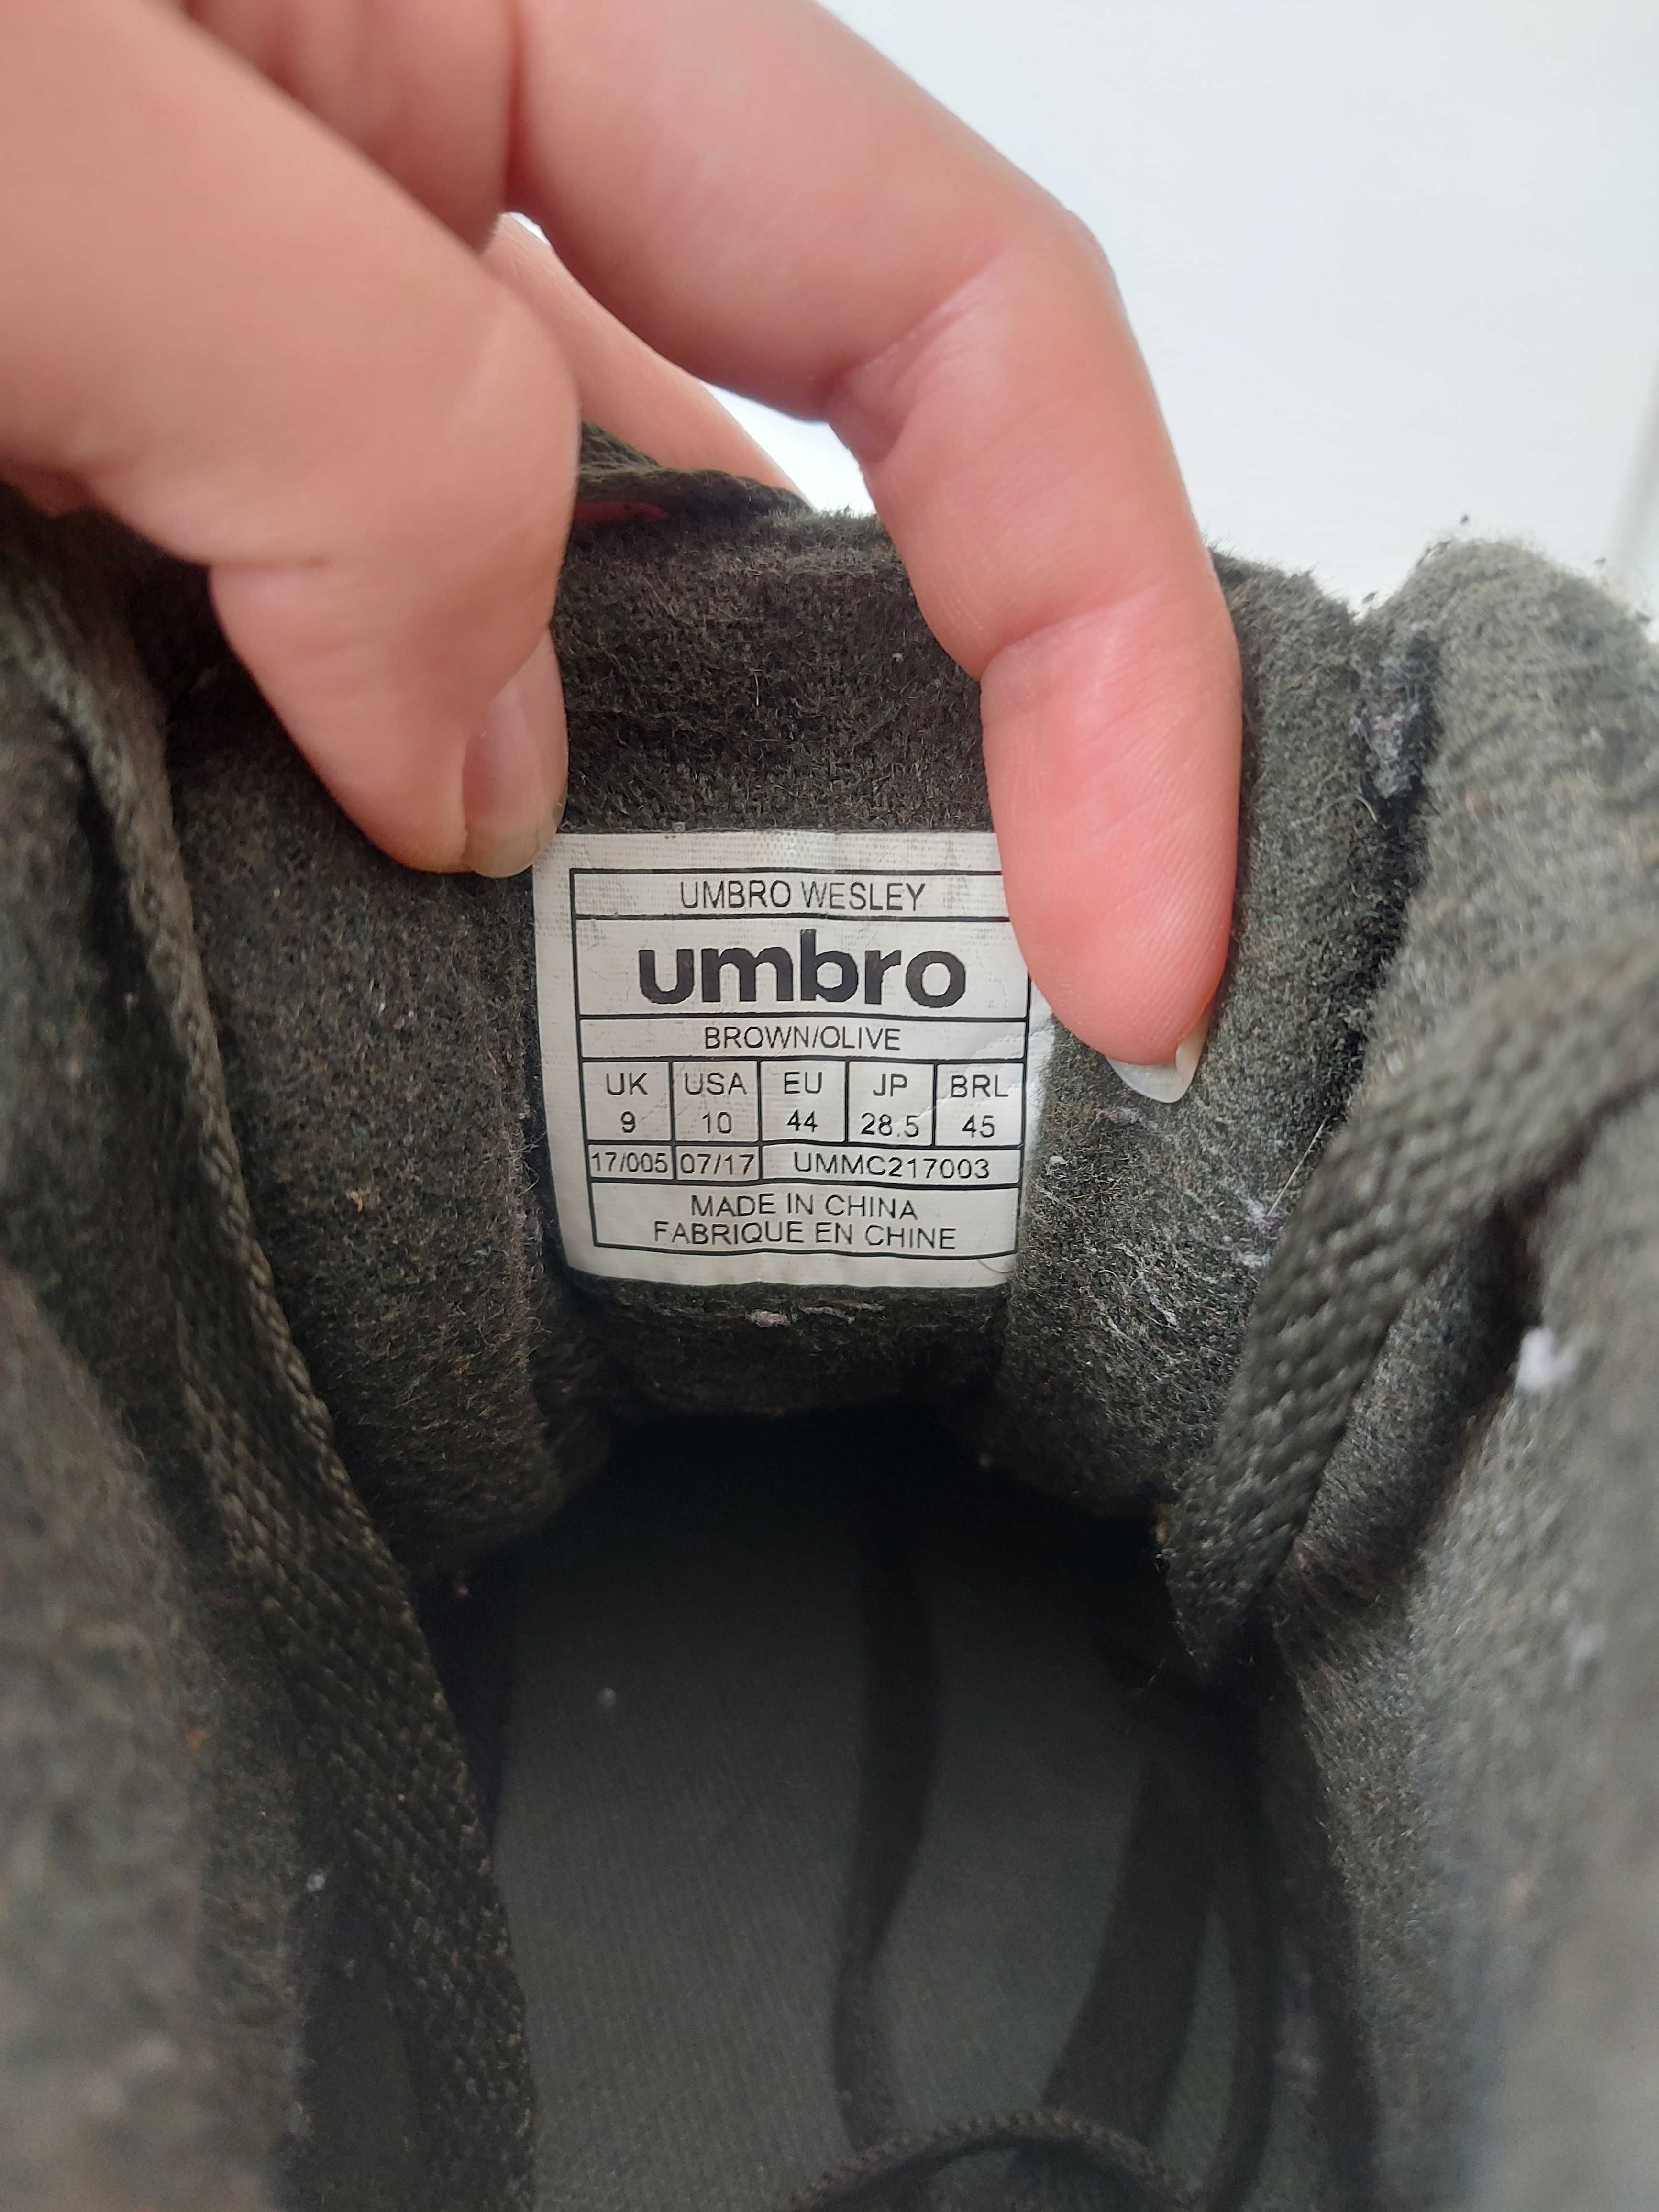 UMBRO WESLEY
umbro
BROWN/OLIVE
UK USA EU JP BRL
9 10 44 28.5 45
17/005 07/17 UMMC217003
MADE IN CHINA
FABRIQUE EN CHINE